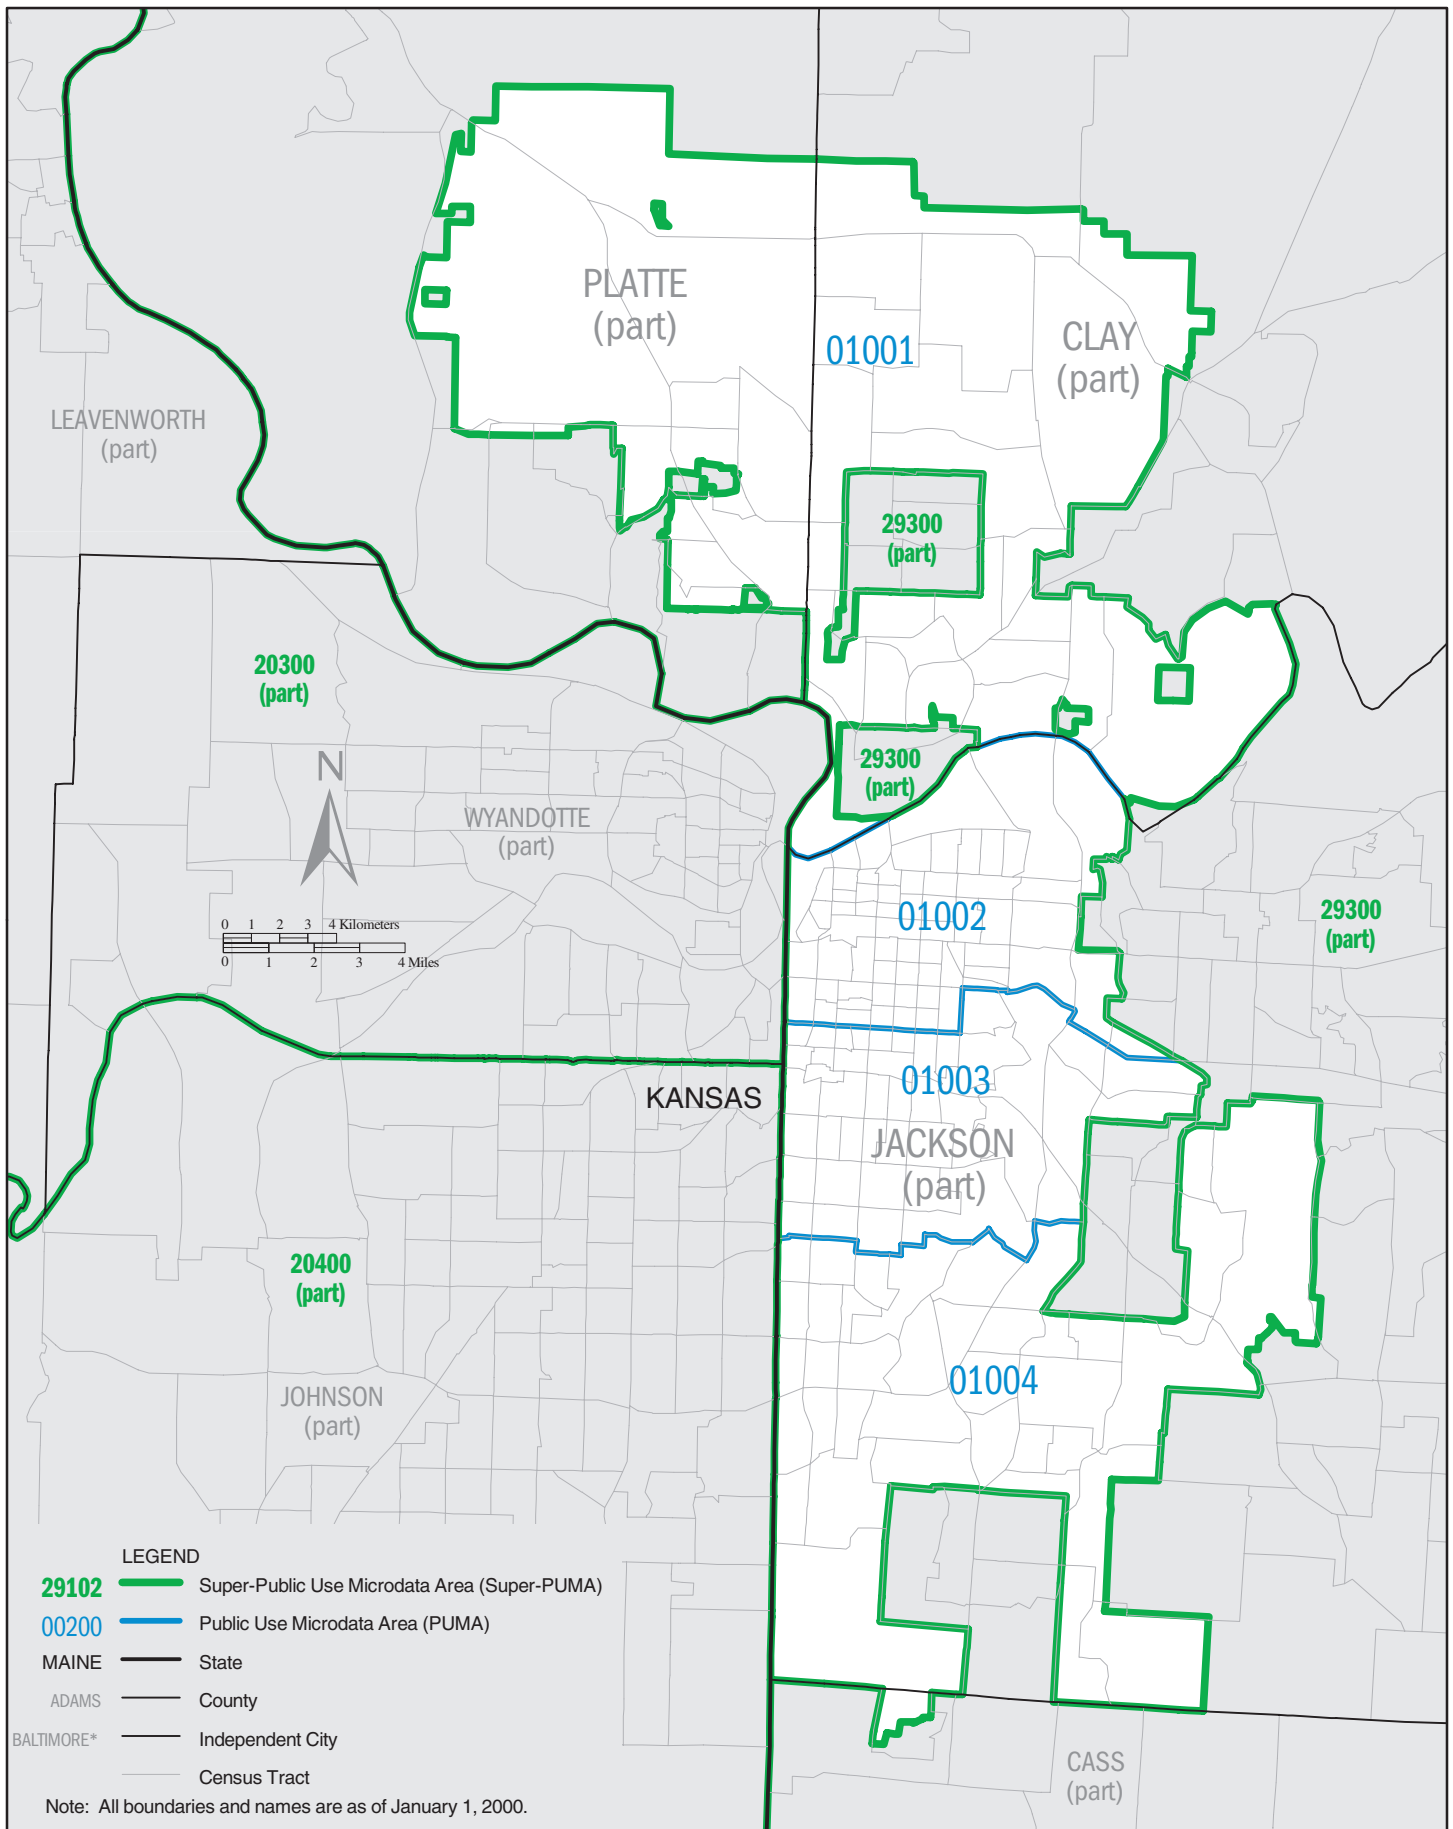 PLATTE
(part)
01001
CLAY
(part)
LEAVENWORTH
(part)
29300
(part)
20300
(part)
N
29300
(part)
WYANDOTTE
(part)
0 1 2 3 4 Kilometers
0 1 2 3 4 Miles
01002
29300
(part)
01003
KANSAS
JACKSON
(part)
20400
(part)
01004
JOHNSON
(part)
LEGEND
29102 Super-Public Use Microdata Area (Super-PUMA)
00200 Public Use Microdata Area (PUMA)
MAINE State
ADAMS County
BALTIMORE* Independent City
Census Tract
CASS
(part)
Note: All boundaries and names are as of January 1, 2000.